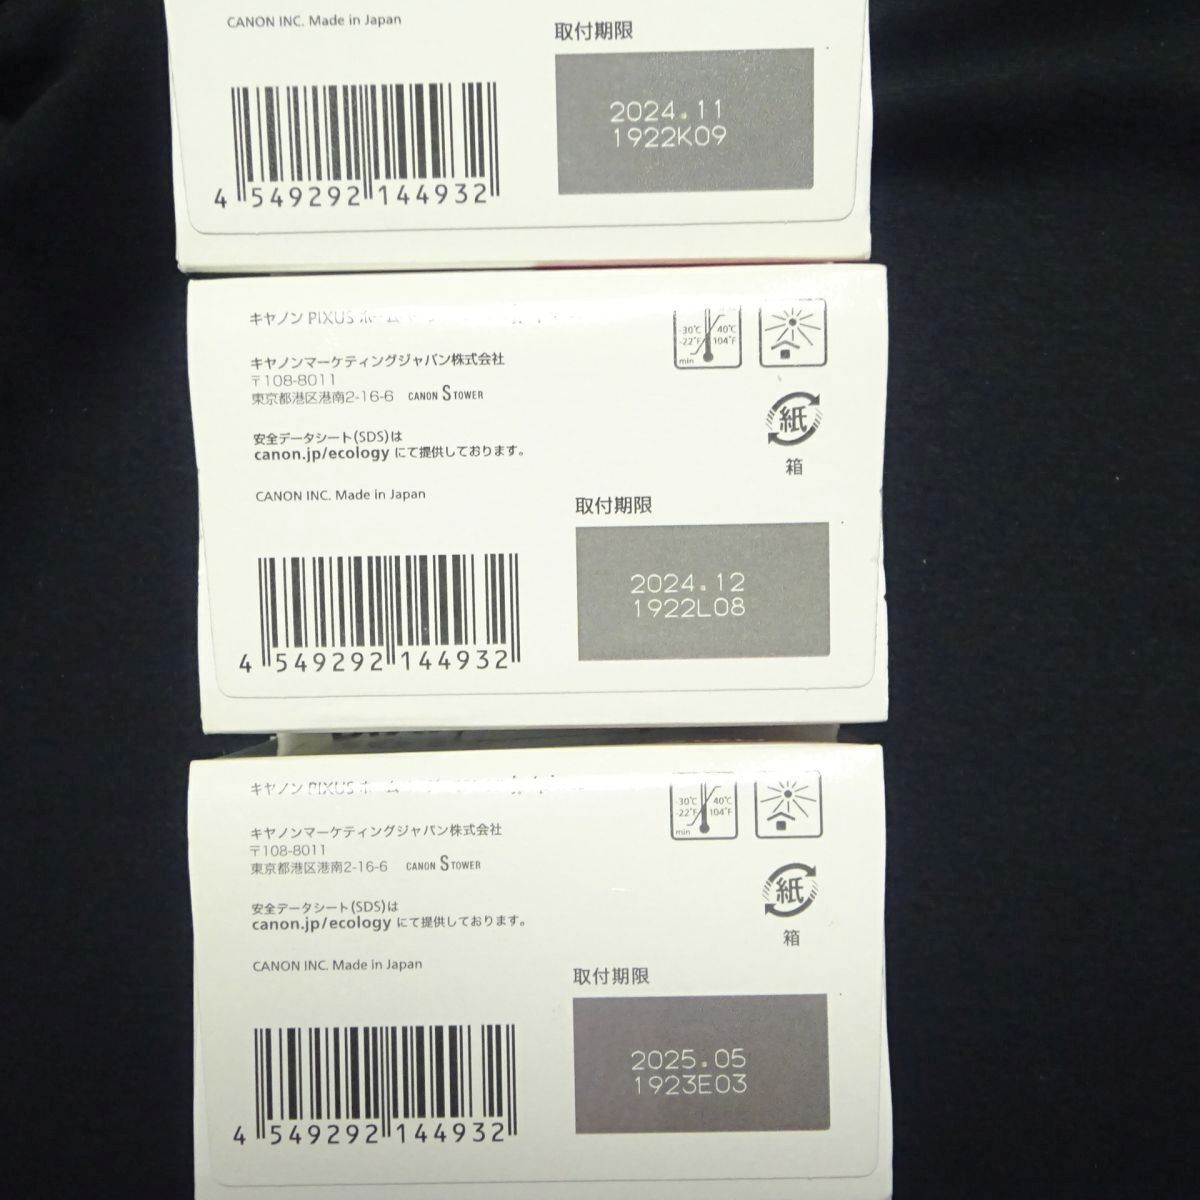 CANON INC. Made in Japan
取付期限
2024.11
1922K09
4 549292 144932
キヤノン PIXUS ホーム
-30℃ 40℃
-22°F 104°F
min
キヤノンマーケティングジャパン株式会社
〒108-8011
東京都港区港南2-16-6 CANON S TOWER
紙
箱
安全データシート(SDS)は
canon.jp/ecology にて提供しております。
CANON INC. Made in Japan
取付期限
2024.12
1922L08
4 549292 144932
キヤノン PIXUS ホーム
-30℃ 40℃
-22°F 104°F
min
キヤノンマーケティングジャパン株式会社
〒108-8011
東京都港区港南2-16-6 CANON S TOWER
紙
箱
安全データシート(SDS)は
canon.jp/ecology にて提供しております。
CANON INC. Made in Japan
取付期限
2025.05
1923E03
4 549292 144932